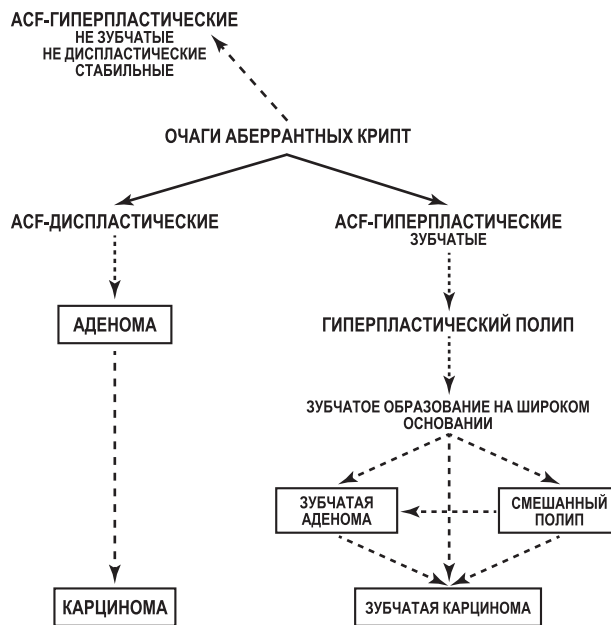 ACF-ГИПЕРПЛАСТИЧЕСКИЕ
НЕ ЗУБЧАТЫЕ
НЕ ДИСПЛАСТИЧЕСКИЕ
СТАБИЛЬНЫЕ
ОЧАГИ АБЕРРАНТНЫХ КРИПТ
ACF-ДИСПЛАСТИЧЕСКИЕ
ACF-ГИПЕРПЛАСТИЧЕСКИЕ
ЗУБЧАТЫЕ
АДЕНОМА
ГИПЕРПЛАСТИЧЕСКИЙ ПОЛИП
ЗУБЧАТОЕ ОБРАЗОВАНИЕ НА ШИРОКОМ
ОСНОВАНИИ
ЗУБЧАТАЯ
АДЕНОМА
СМЕШАННЫЙ
ПОЛИП
КАРЦИНОМА
ЗУБЧАТАЯ КАРЦИНОМА